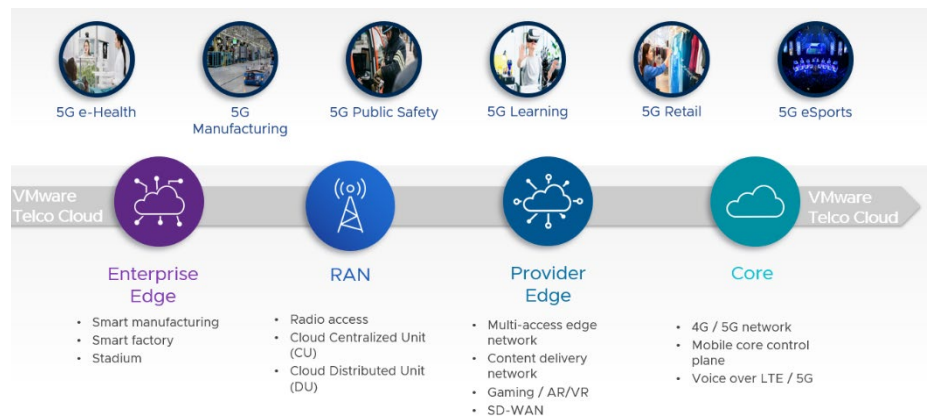 5G e-Health
5G
Manufacturing
5G Public Safety
5G Learning
5G Retail
5G eSports
VMware
Telco Cloud
VMware
Telco Cloud
Enterprise
Edge
• Smart manufacturing
• Smart factory
• Stadium
RAN
• Radio access
• Cloud Centralized Unit
(CU)
• Cloud Distributed Unit
(DU)
Provider
Edge
• Multi-access edge
network
• Content delivery
network
• Gaming / AR/VR
• SD-WAN
Core
• 4G / 5G network
• Mobile core control
plane
• Voice over LTE / 5G